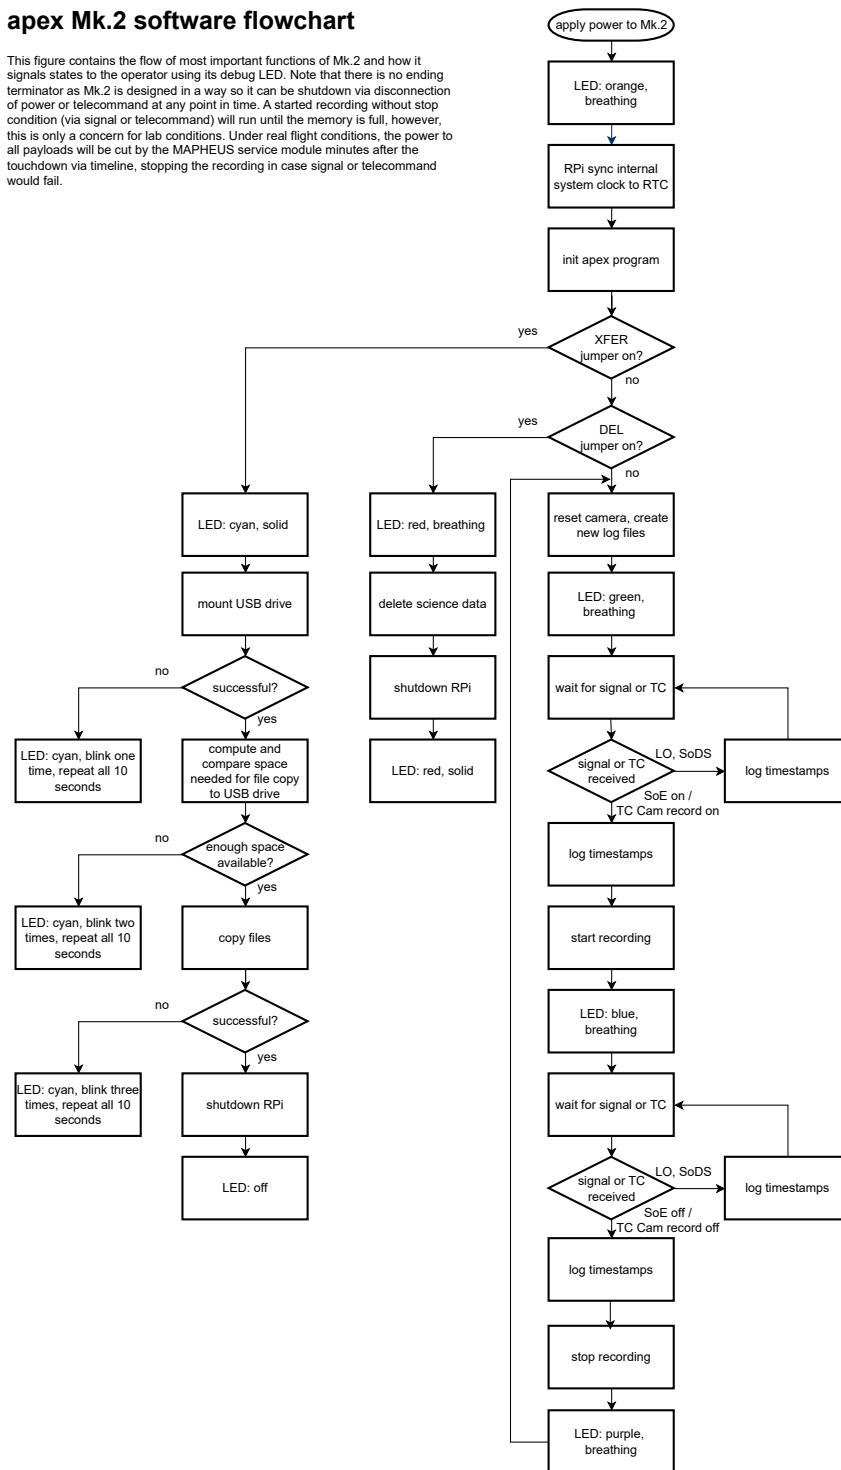 apex Mk.2 software flowchart
This figure contains the flow of most important functions of Mk.2 and how it
signals states to the operator using its debug LED. Note that there is no ending
terminator as Mk.2 is designed in a way so it can be shutdown via disconnection
of power or telecommand at any point in time. A started recording without stop
condition (via signal or telecommand) will run until the memory is full, however,
this is only a concern for lab conditions. Under real flight conditions, the power to
all payloads will be cut by the MAPHEUS service module minutes after the
touchdown via timeline, stopping the recording in case signal or telecommand
would fail.
apply power to Mk.2
LED: orange,
breathing
RPi sync internal
system clock to RTC
init apex program
XFER
jumper on?
yes
no
DEL
jumper on?
yes
no
LED: cyan, solid
mount USB drive
successful?
no
yes
LED: cyan, blink one
time, repeat all 10
seconds
compute and
compare space
needed for file copy
to USB drive
enough space
available?
no
yes
LED: cyan, blink two
times, repeat all 10
seconds
copy files
successful?
no
yes
LED: cyan, blink three
times, repeat all 10
seconds
shutdown RPi
LED: off
LED: red, breathing
delete science data
shutdown RPi
LED: red, solid
reset camera, create
new log files
LED: green,
breathing
wait for signal or TC
signal or TC
received
LO, SoDS
log timestamps
SoE on /
TC Cam record on
log timestamps
start recording
LED: blue,
breathing
wait for signal or TC
signal or TC
received
LO, SoDS
log timestamps
SoE off /
TC Cam record off
log timestamps
stop recording
LED: purple,
breathing